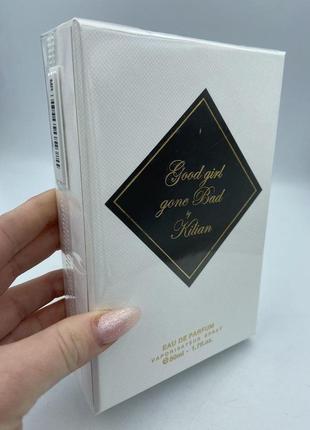 Good girl
gone Bad
by
Kilian
EAU DE PARFUM
VAPORISATEUR SPRAY
℮50ml - 1.7fl.oz.